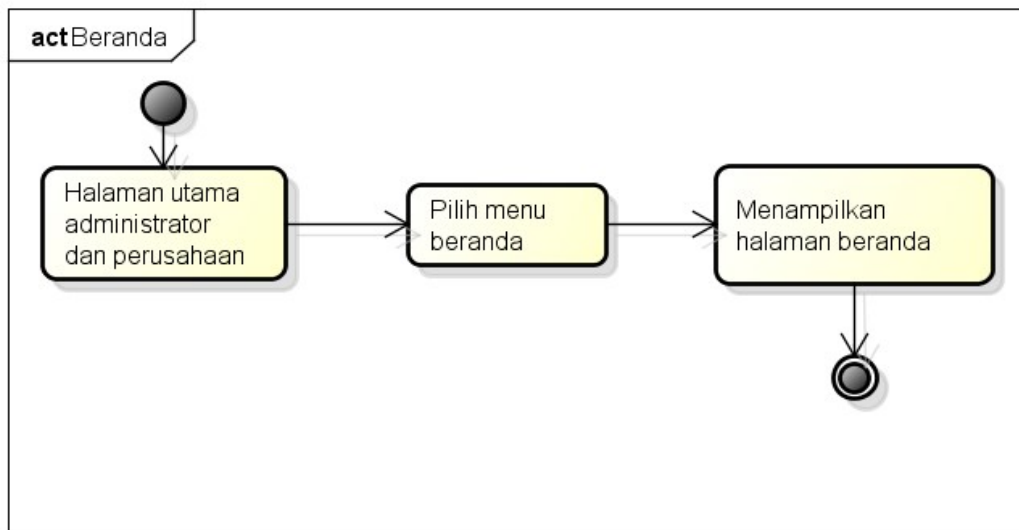 act Beranda
Halaman utama
administrator
dan perusahaan
Pilih menu
beranda
Menampilkan
halaman beranda